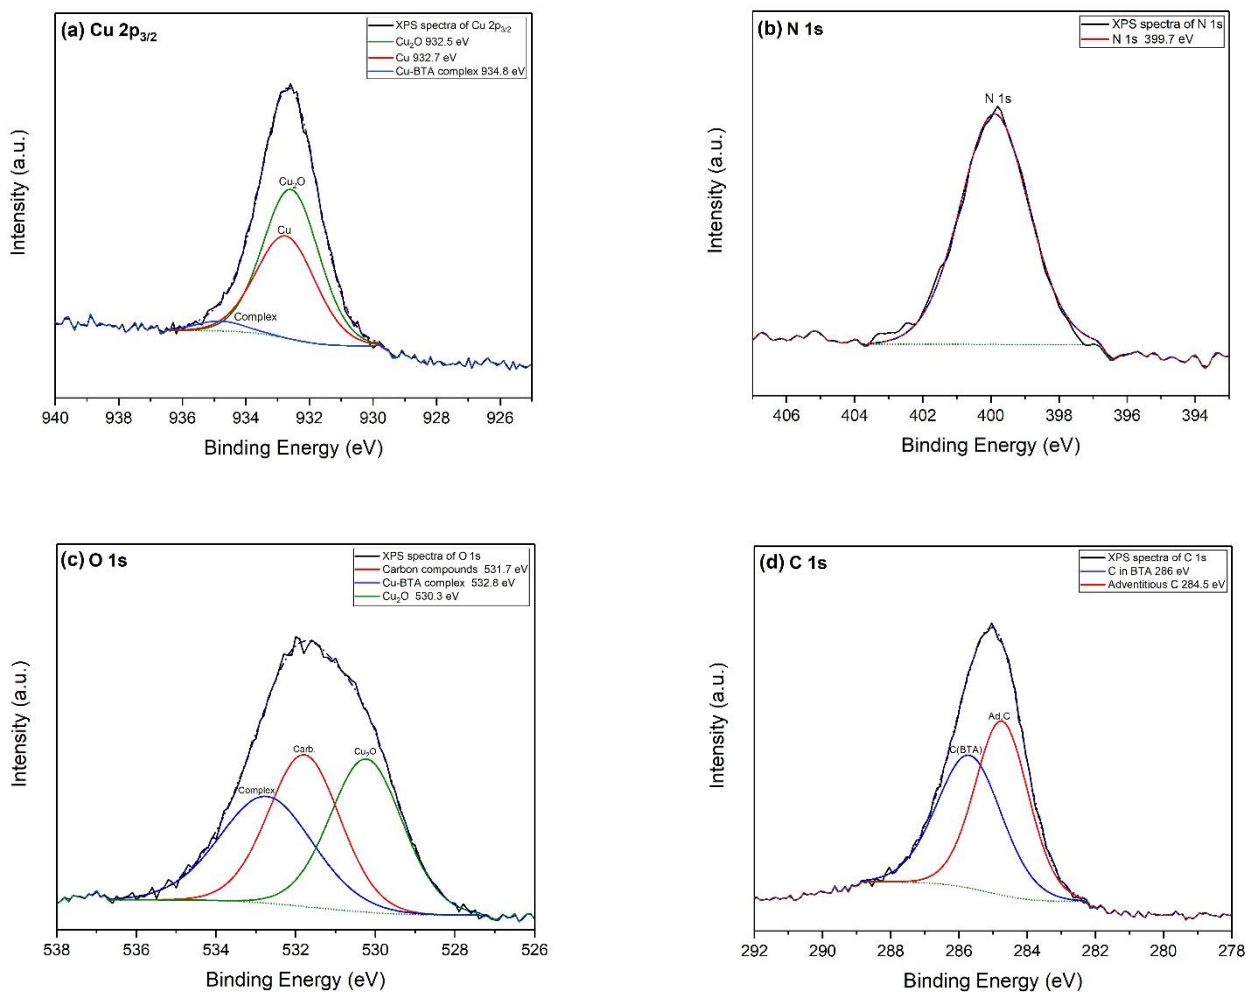 (a) Cu 2p3/2
XPS spectra of Cu 2p3/2
Cu2O 932.5 eV
Cu 932.7 eV
Cu-BTA complex 934.8 eV
Cu2O
Cu
Complex
Intensity (a.u.)
940 938 936 934 932 930 928 926
Binding Energy (eV)
(b) N 1s
XPS spectra of N 1s
N 1s 399.7 eV
N 1s
Intensity (a.u.)
406 404 402 400 398 396 394
Binding Energy (eV)
(c) O 1s
XPS spectra of O 1s
Carbon compounds 531.7 eV
Cu-BTA complex 532.8 eV
Cu2O 530.3 eV
Carb.
Cu2O
Complex
Intensity (a.u.)
538 536 534 532 530 528 526
Binding Energy (eV)
(d) C 1s
XPS spectra of C 1s
C in BTA 286 eV
Adventitious C 284.5 eV
Ad.C
C(BTA)
Intensity (a.u.)
292 290 288 286 284 282 280 278
Binding Energy (eV)